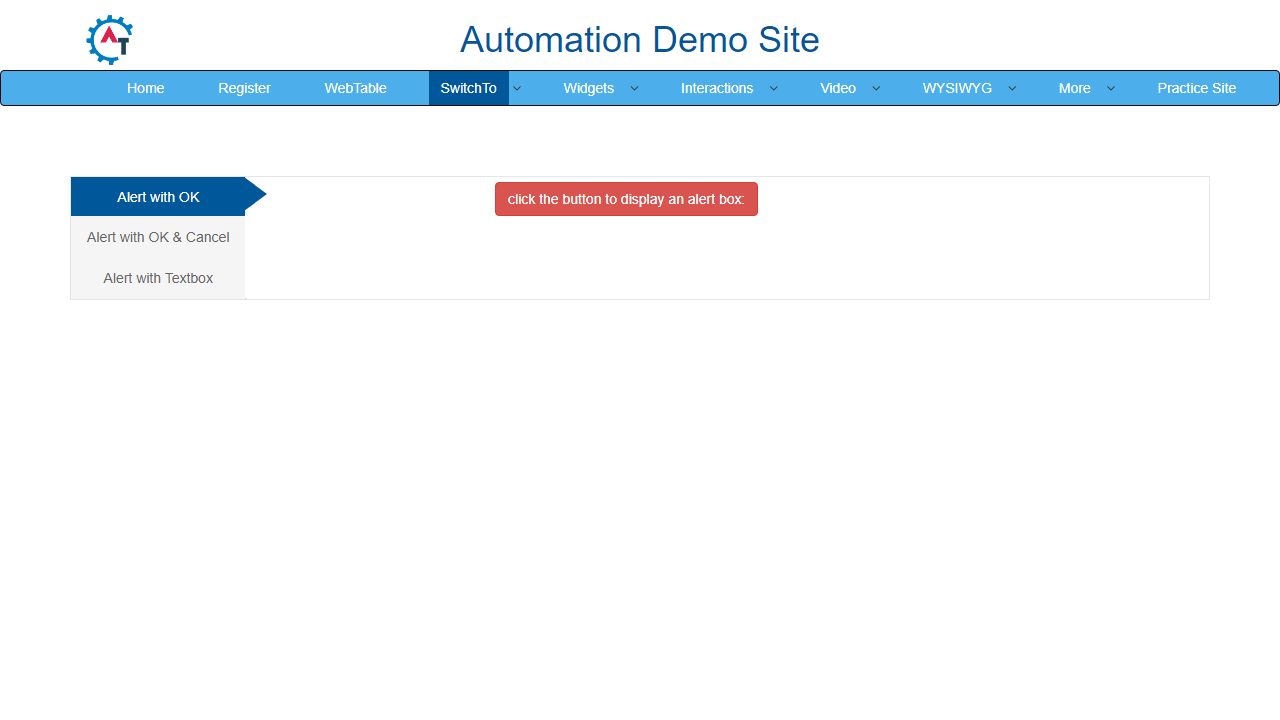 AT
Automation Demo Site
Home Register WebTable SwitchTo Widgets Interactions Video WYSIWYG More Practice Site
Alert with OK
click the button to display an alert box:
Alert with OK & Cancel
Alert with Textbox